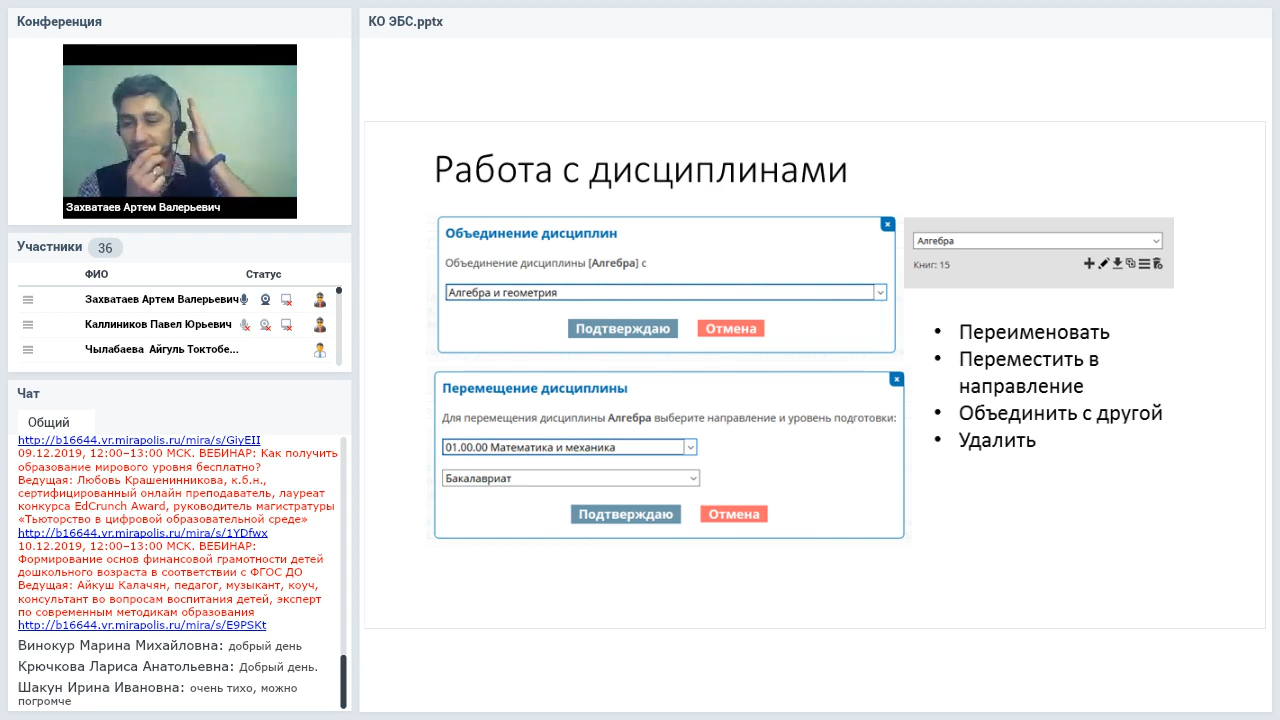 Конференция
Захватаев Артем Валерьевич
Участники 36
ФИО Статус
Захватаев Артем Валерьевич
Каллиников Павел Юрьевич
Чылабаева Айгуль Токтобе...
Чат
Общий
http://b16644.vr.mirapolis.ru/mira/s/GiyEII
09.12.2019, 12:00–13:00 МСК. ВЕБИНАР: Как получить
образование мирового уровня бесплатно?
Ведущая: Любовь Крашенинникова, к.б.н.,
сертифицированный онлайн преподаватель, лауреат
конкурса EdCrunch Award, руководитель магистратуры
«Тьюторство в цифровой образовательной среде»
http://b16644.vr.mirapolis.ru/mira/s/1YDfwx
10.12.2019, 12:00–13:00 МСК. ВЕБИНАР:
Формирование основ финансовой грамотности детей
дошкольного возраста в соответствии с ФГОС ДО
Ведущая: Айкуш Калачян, педагог, музыкант, коуч,
консультант во вопросам воспитания детей, эксперт
по современным методикам образования
http://b16644.vr.mirapolis.ru/mira/s/E9PSKt
Винокур Марина Михайловна: добрый день
Крючкова Лариса Анатольевна: Добрый день.
Шакун Ирина Ивановна: очень тихо, можно
погромче
КО ЭБС.pptx
Работа с дисциплинами
Объединение дисциплин
Объединение дисциплины [Алгебра] с
Алгебра и геометрия
Подтверждаю Отмена
Перемещение дисциплины
Для перемещения дисциплины Алгебра выберите направление и уровень подготовки:
01.00.00 Математика и механика
Бакалавриат
Подтверждаю Отмена
Алгебра
Книг: 15
• Переименовать
• Переместить в
направление
• Объединить с другой
• Удалить